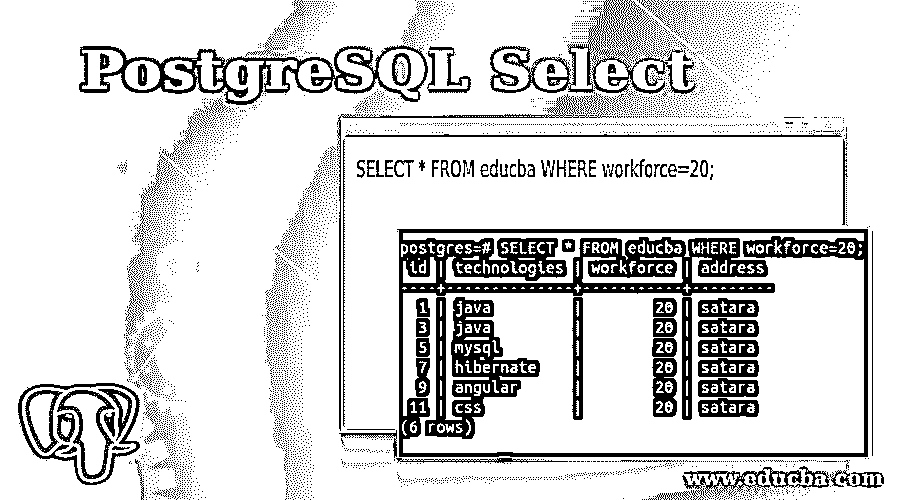 PostgreSQL Select
SELECT * FROM educba WHERE workforce=20;
postgres=# SELECT * FROM educba WHERE workforce=20;
id | technologies | workforce | address
----+--------------+-----------+---------
1 | java | 20 | satara
3 | java | 20 | satara
5 | mysql | 20 | satara
7 | hibernate | 20 | satara
9 | angular | 20 | satara
11 | css | 20 | satara
(6 rows)
www.educba.com